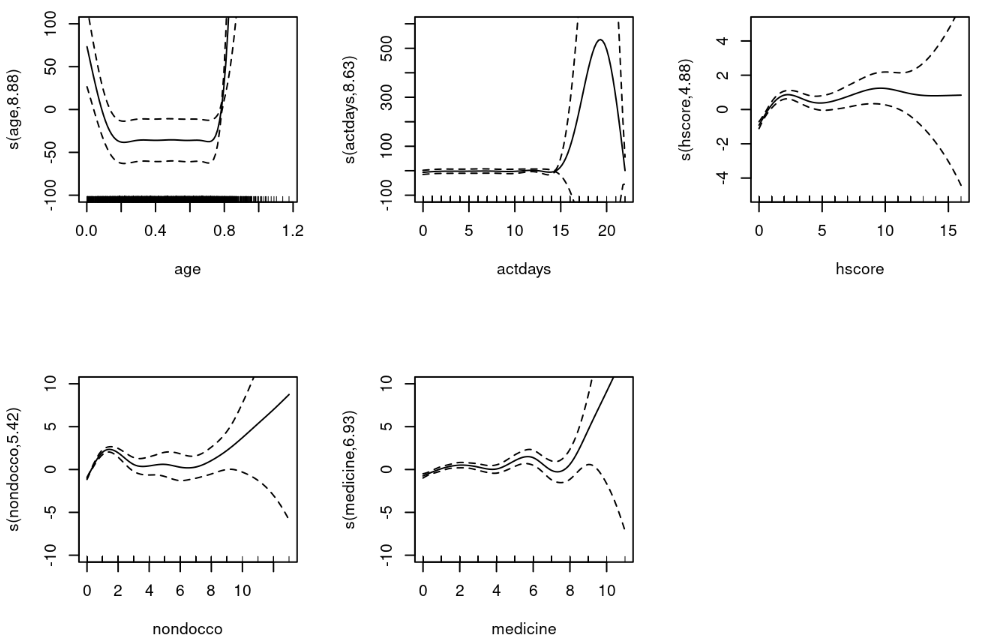 s(age,8.88)
100
50
0
-50
-100
0.0 0.4 0.8 1.2
age
s(actdays,8.63)
500
300
100
-100
0 5 10 15 20
actdays
s(hscore,4.88)
4
2
0
-2
-4
0 5 10 15
hscore
s(nondocco,5.42)
10
5
0
-5
-10
0 2 4 6 8 10
nondocco
s(medicine,6.93)
10
5
0
-5
-10
0 2 4 6 8 10
medicine